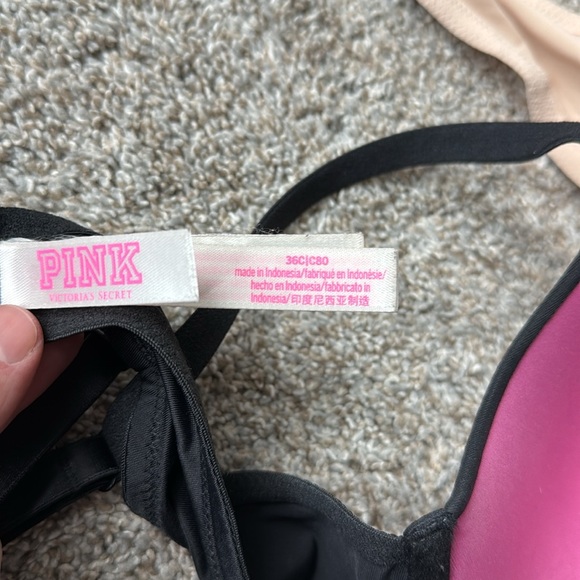 PINK
VICTORIA'S SECRET
36C|C80
made in Indonesia/fabriqué en Indonésie/
hecho en Indonesia/fabbricato in
Indonesia/印度尼西亚制造